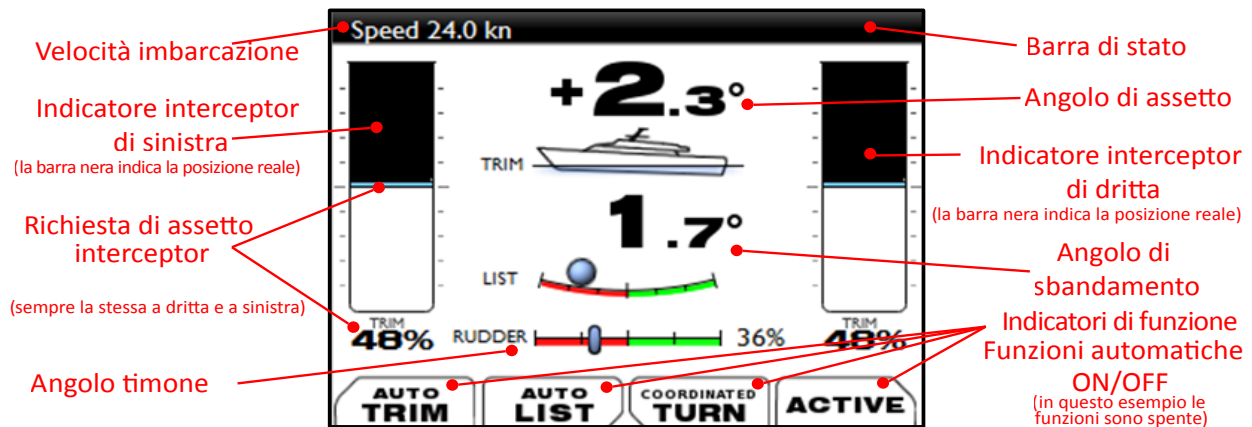 Speed 24.0 kn
Velocità imbarcazione
Barra di stato
+2.3°
Angolo di assetto
Indicatore interceptor
di sinistra
(la barra nera indica la posizione reale)
TRIM
Indicatore interceptor
di dritta
(la barra nera indica la posizione reale)
Richiesta di assetto
interceptor
(sempre la stessa a dritta e a sinistra)
1.7°
Angolo di
sbandamento
LIST
TRIM
48%
RUDDER
36%
TRIM
48%
Indicatori di funzione
Funzioni automatiche
ON/OFF
(in questo esempio le
funzioni sono spente)
Angolo timone
AUTO
TRIM
AUTO
LIST
COORDINATED
TURN
ACTIVE